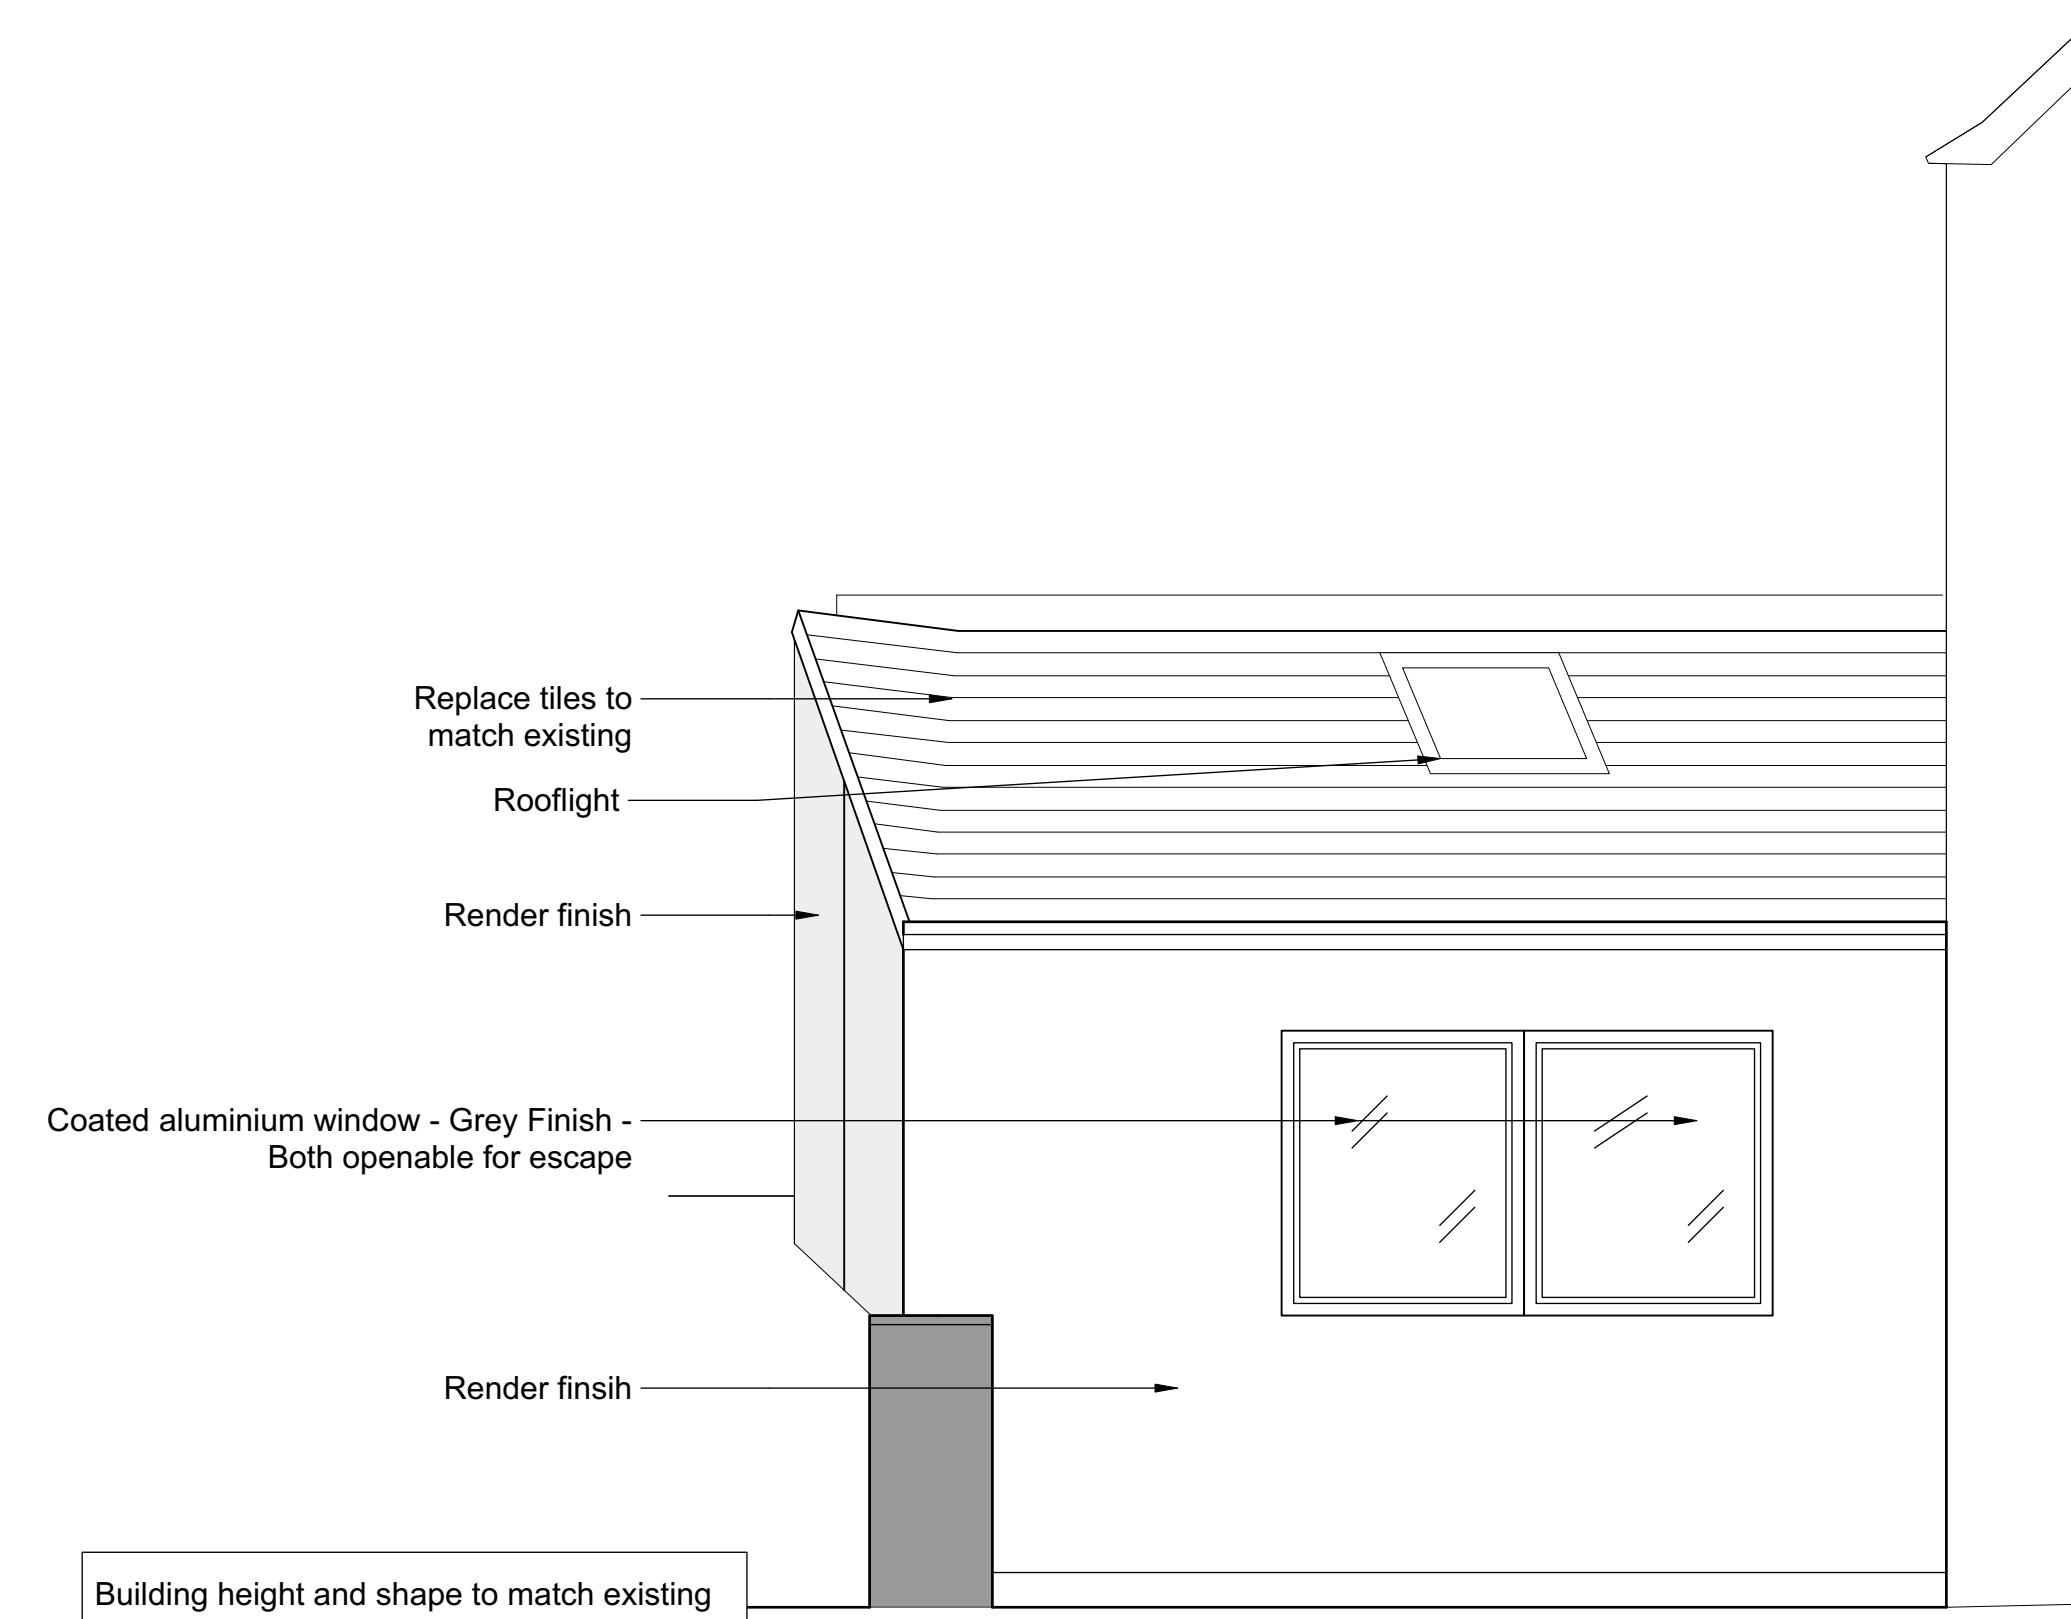 Replace tiles to
match existing
Rooflight
Render finish
Coated aluminium window - Grey Finish -
Both openable for escape
Render finsih
Building height and shape to match existing